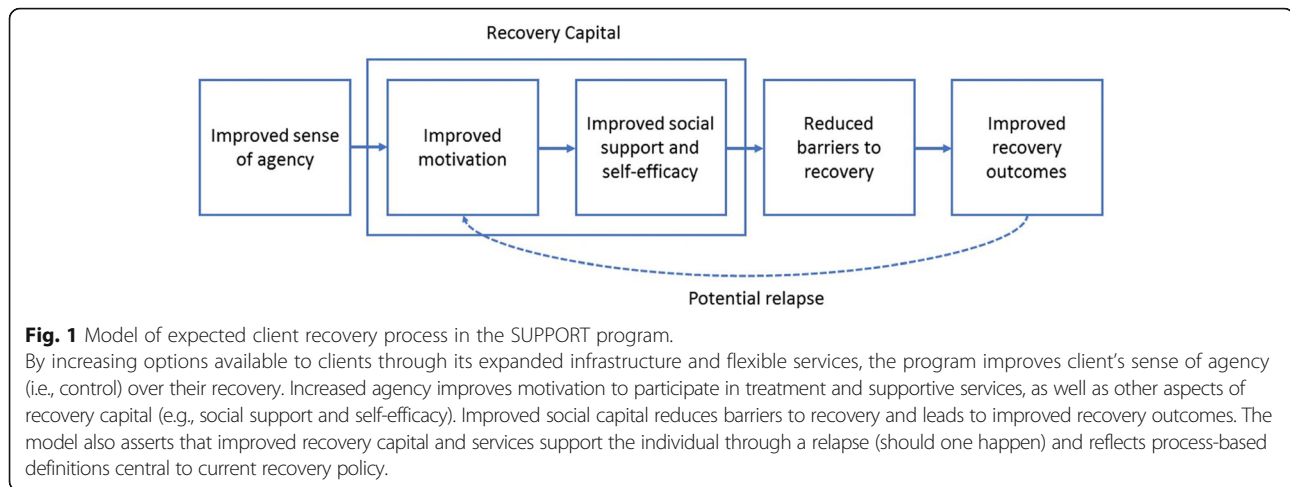 Recovery Capital
Improved sense
of agency
Improved
motivation
Improved social
support and
self-efficacy
Reduced
barriers to
recovery
Improved
recovery
outcomes
Potential relapse
Fig. 1 Model of expected client recovery process in the SUPPORT program.
By increasing options available to clients through its expanded infrastructure and flexible services, the program improves client's sense of agency
(i.e., control) over their recovery. Increased agency improves motivation to participate in treatment and supportive services, as well as other aspects of
recovery capital (e.g., social support and self-efficacy). Improved social capital reduces barriers to recovery and leads to improved recovery outcomes. The
model also asserts that improved recovery capital and services support the individual through a relapse (should one happen) and reflects process-based
definitions central to current recovery policy.